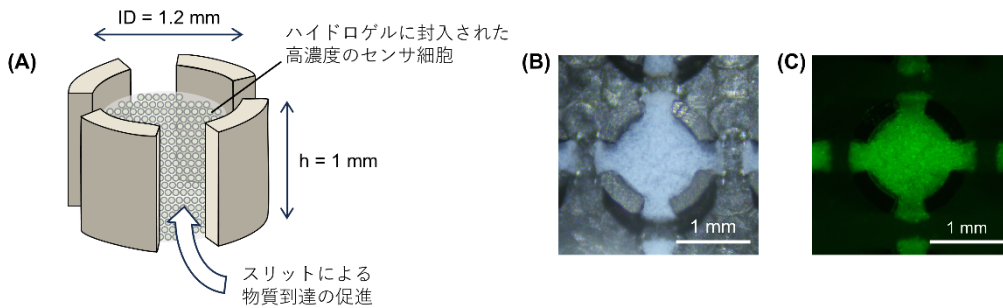 (A)
ID = 1.2 mm
ハイドロゲルに封入された
高濃度のセンサ細胞
h = 1 mm
スリットによる
物質到達の促進
(B)
1 mm
(C)
1 mm